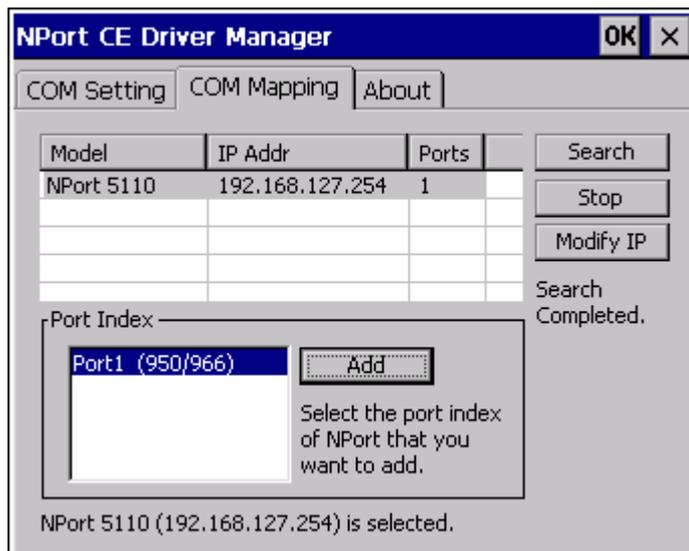 NPort CE Driver Manager OK ×
COM Setting COM Mapping About
Model IP Addr Ports
NPort 5110 192.168.127.254 1
Search
Stop
Modify IP
Search
Completed.
Port Index
Port1 (950/966)
Add
Select the port index
of NPort that you
want to add.
NPort 5110 (192.168.127.254) is selected.